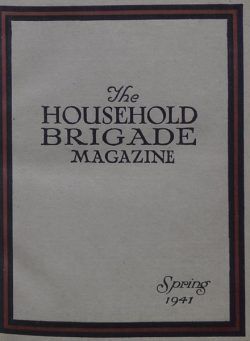 The
HOUSEHOLD
BRIGADE
MAGAZINE
Spring
1941